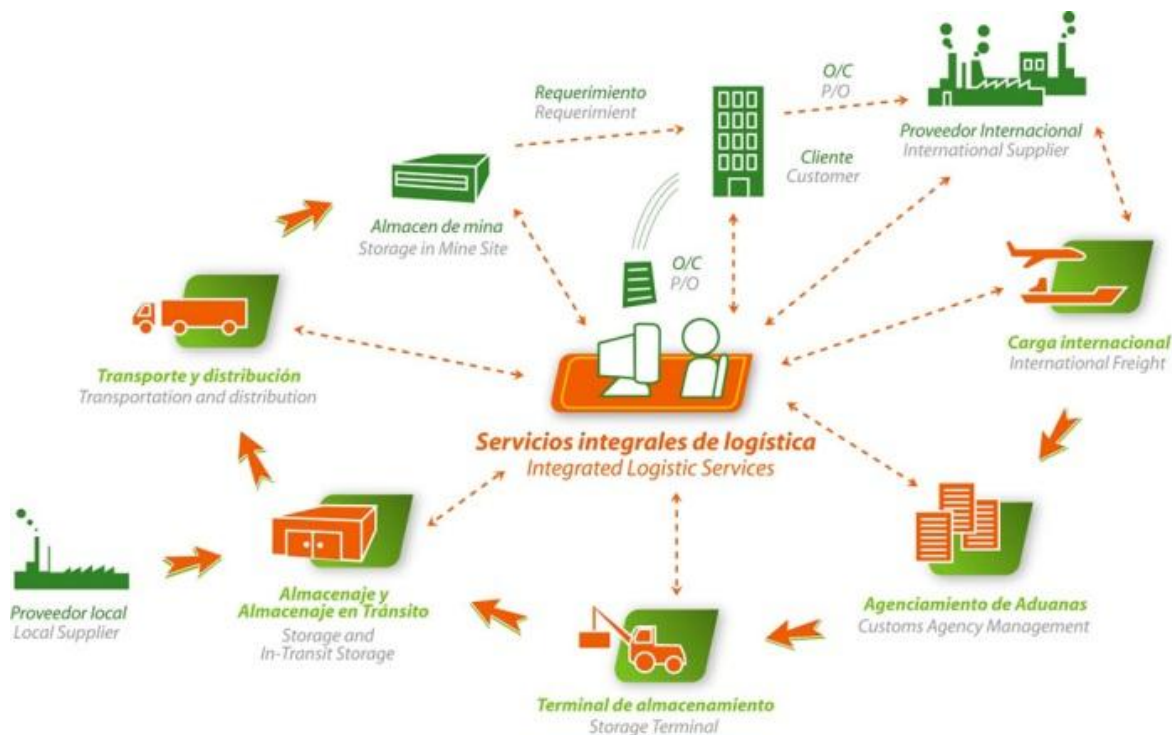 O/C
P/O
Requerimiento
Requerimient
Proveedor Internacional
International Supplier
Cliente
Customer
Almacen de mina
Storage in Mine Site
O/C
P/O
Carga internacional
International Freight
Transporte y distribución
Transportation and distribution
Servicios integrales de logística
Integrated Logistic Services
Proveedor local
Local Supplier
Almacenaje y
Almacenaje en Tránsito
Storage and
In-Transit Storage
Agenciamiento de Aduanas
Customs Agency Management
Terminal de almacenamiento
Storage Terminal